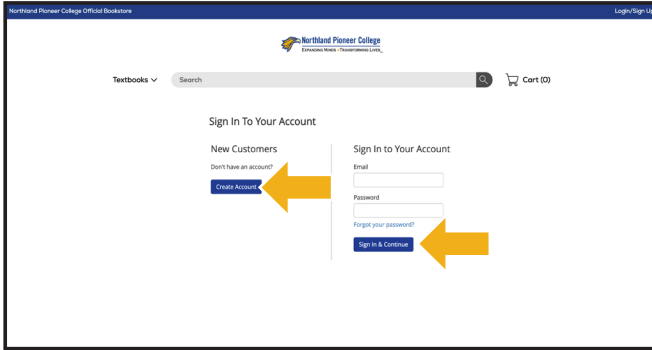 Northland Pioneer College Official Bookstore
Login/Sign Up
Northland Pioneer College
Expanding Minds • Transforming Lives
Textbooks
Search
Cart (0)
Sign In To Your Account
New Customers
Don't have an account?
Create Account
Sign In to Your Account
Email
Password
Forgot your password?
Sign In & Continue